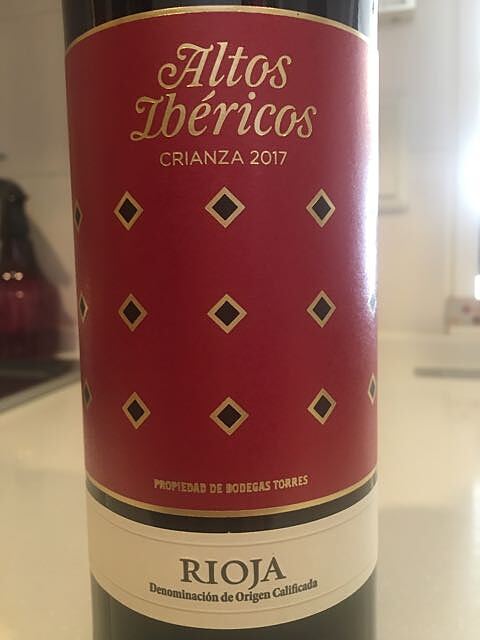 Altos
Ibéricos
CRIANZA 2017
PROPIEDAD DE BODEGAS TORRES
RIOJA
Denominación de Origen Calificada